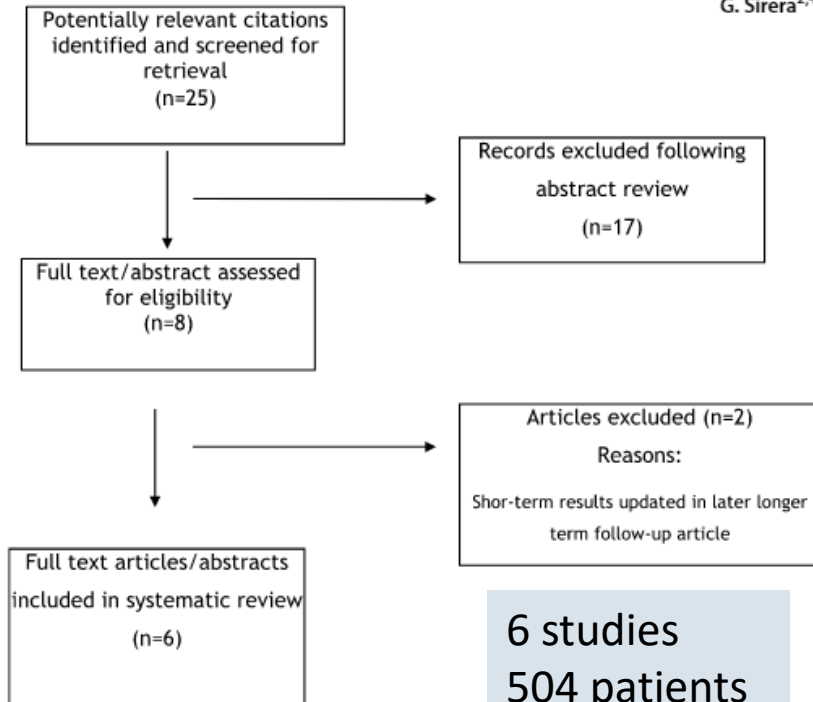 G. Sirera
Potentially relevant citations
identified and screened for
retrieval
(n=25)
Records excluded following
abstract review
(n=17)
Full text/abstract assessed
for eligibility
(n=8)
Articles excluded (n=2)
Reasons:
Shor-term results updated in later longer
term follow-up article
Full text articles/abstracts
included in systematic review
(n=6)
6 studies
504 patients